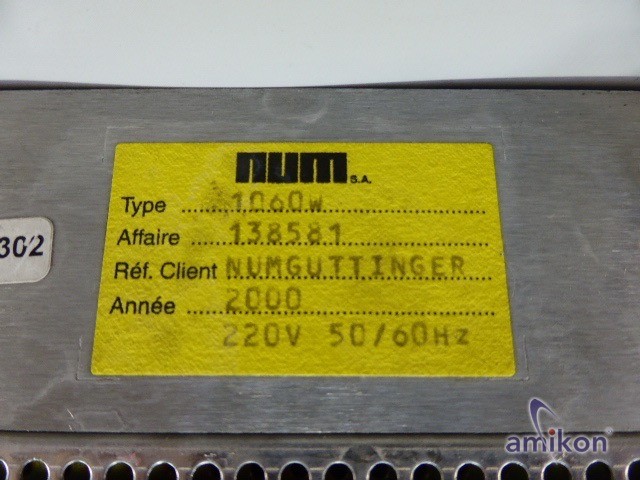 num S.A.
Type 1060W
Affaire 138581
Réf. Client NUMGUTTINGER
Année 2000
220V 50/60Hz
302
amikon®